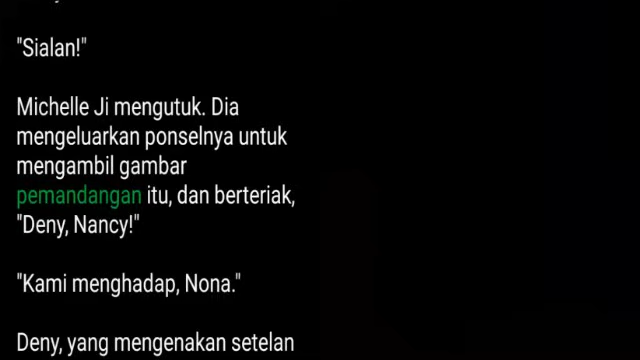 "Sialan!"
Michelle Ji mengutuk. Dia
mengeluarkan ponselnya untuk
mengambil gambar
pemandangan itu, dan berteriak,
"Deny, Nancy!"
"Kami menghadap, Nona."
Deny, yang mengenakan setelan